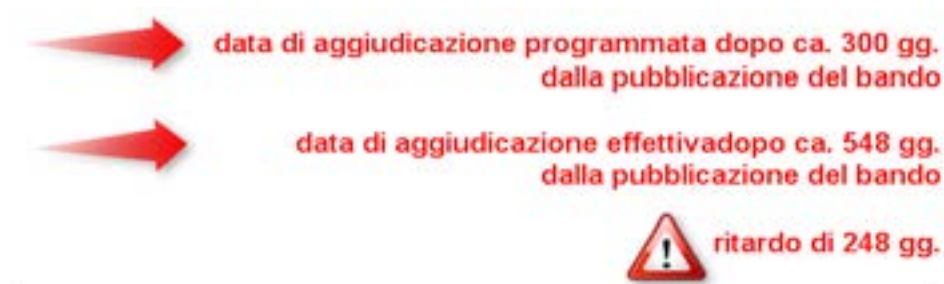 data di aggiudicazione programmata dopo ca. 300 gg.
dalla pubblicazione del bando
data di aggiudicazione effettivadopo ca. 548 gg.
dalla pubblicazione del bando
ritardo di 248 gg.